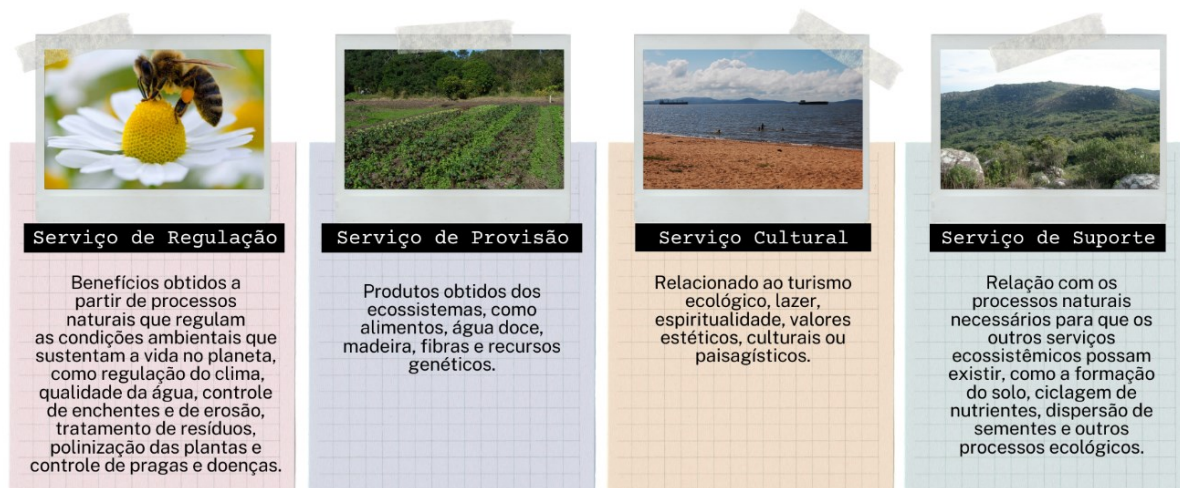 Serviço de Regulação
Benefícios obtidos a
partir de processos
naturais que regulam
as condições ambientais que
sustentam a vida no planeta,
como regulação do clima,
qualidade da água, controle
de enchentes e de erosão,
tratamento de resíduos,
polinização das plantas e
controle de pragas e doenças.
Serviço de Provisão
Produtos obtidos dos
ecossistemas, como
alimentos, água doce,
madeira, fibras e recursos
genéticos.
Serviço Cultural
Relacionado ao turismo
ecológico, lazer,
espiritualidade, valores
estéticos, culturais ou
paisagísticos.
Serviço de Suporte
Relação com os
processos naturais
necessários para que os
outros serviços
ecossistêmicos possam
existir, como a formação
do solo, ciclagem de
nutrientes, dispersão de
sementes e outros
processos ecológicos.